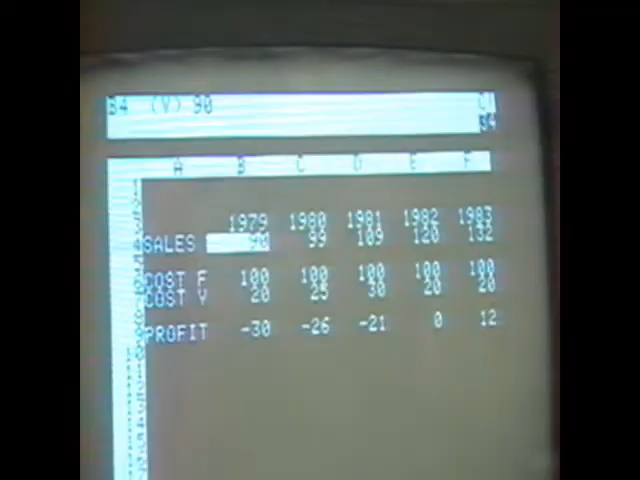 B4 (V) 90
A B C D E F
1979 1980 1981 1982 1983
SALES 90 99 109 120 132
COST F 100 100 100 100 100
COST V 20 25 30 20 20
PROFIT -30 -26 -21 0 12